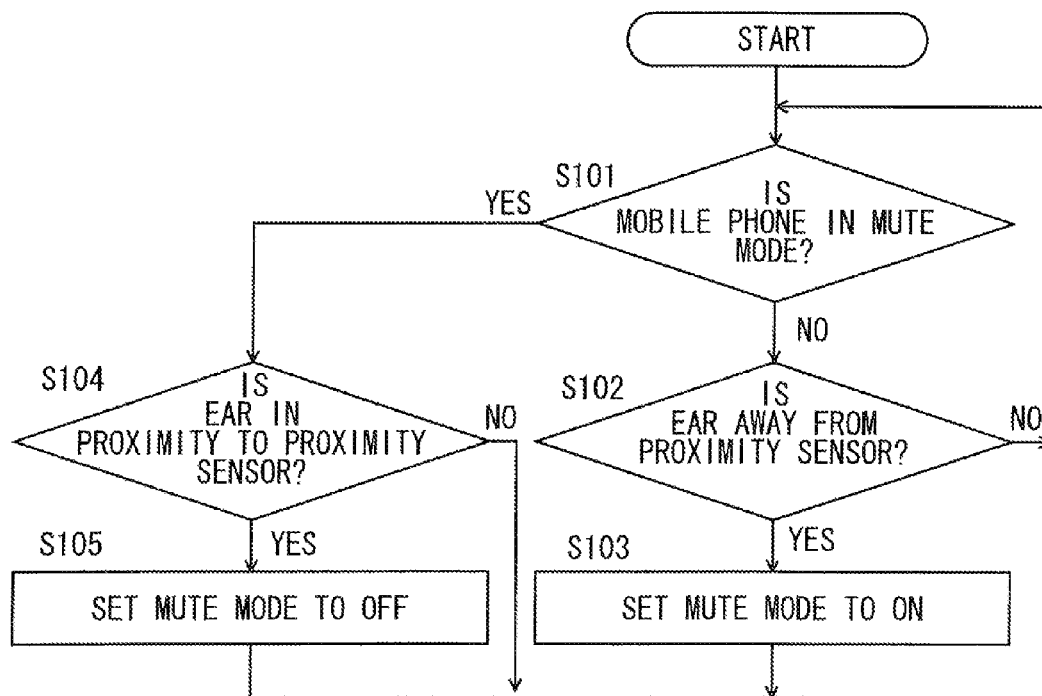 START
S101
YES
IS
MOBILE PHONE IN MUTE
MODE?
NO
S104
IS
EAR IN
PROXIMITY TO PROXIMITY
SENSOR?
NO
S102
IS
EAR AWAY FROM
PROXIMITY SENSOR?
NO
S105
YES
SET MUTE MODE TO OFF
S103
YES
SET MUTE MODE TO ON